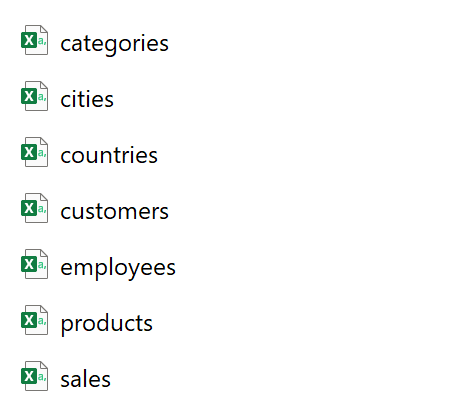 categories
cities
countries
customers
employees
products
sales